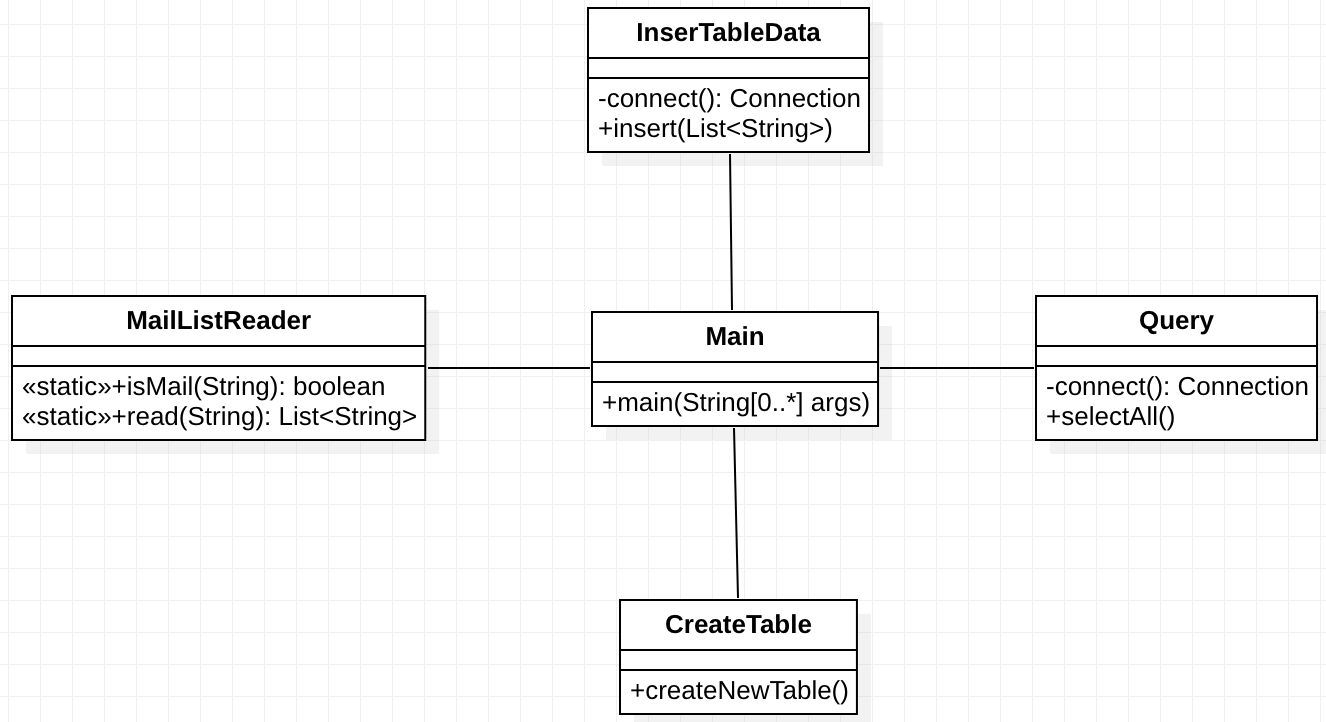 InserTableData
-connect(): Connection
+insert(List<String>)
MailListReader
«static»+isMail(String): boolean
«static»+read(String): List<String>
Main
+main(String[0..*] args)
Query
-connect(): Connection
+selectAll()
CreateTable
+createNewTable()